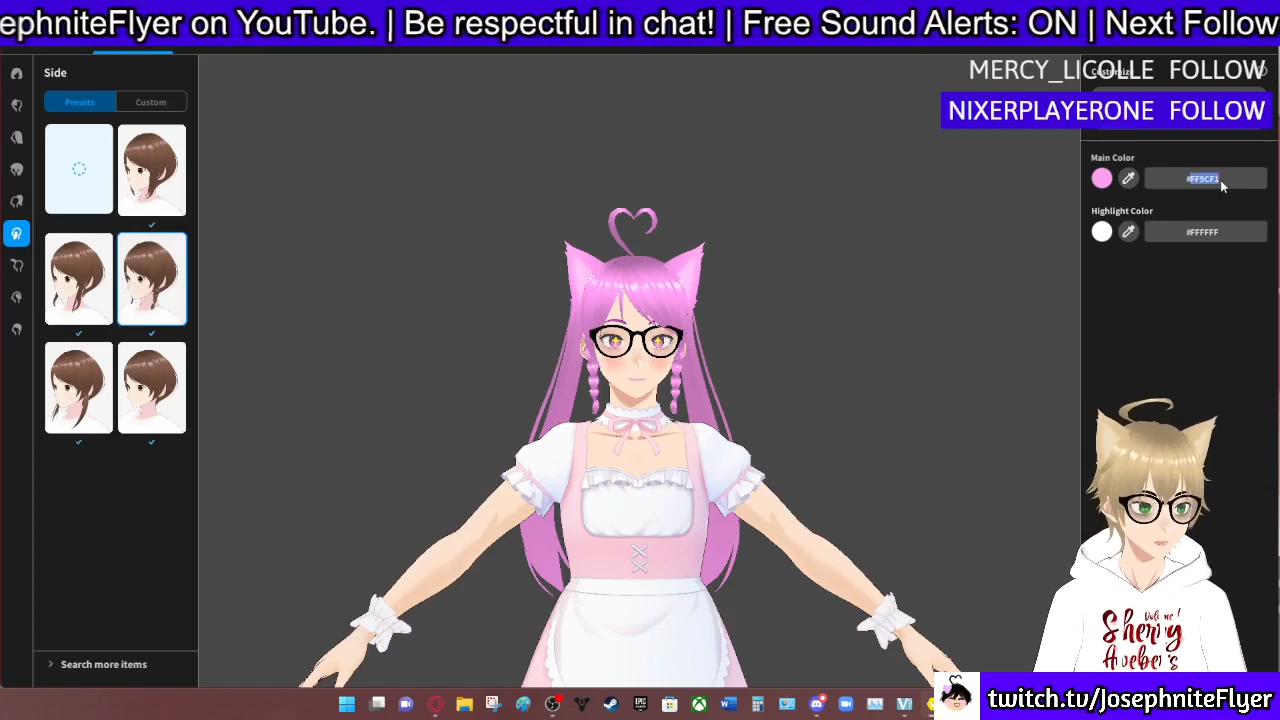 ephniteFlyer on YouTube. | Be respectful in chat! | Free Sound Alerts: ON | Next Follow
Side
MERCY_LICOLLE FOLLOW
Presets
Custom
NIXERPLAYERONE FOLLOW
Main Color
#FF9CF1
Highlight Color
#FFFFFF
Sherry
Search more items
twitch.tv/JosephniteFlyer